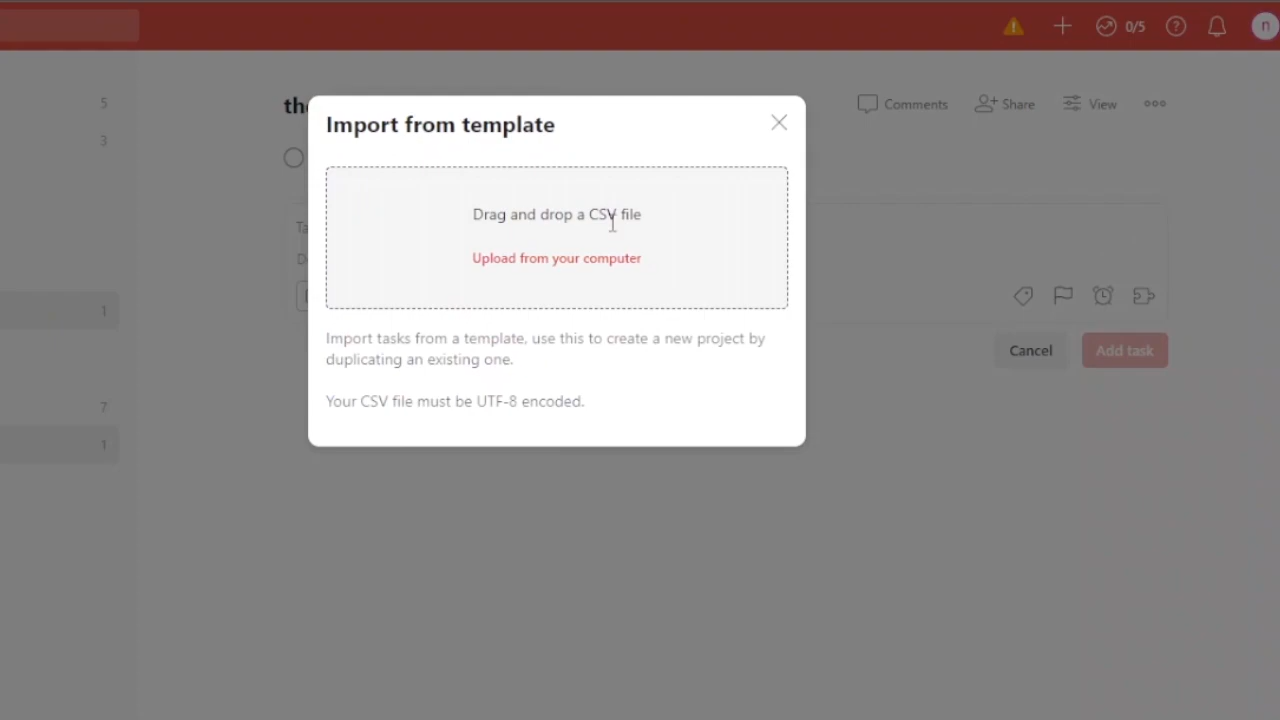 0/5
n
5
3
1
7
1
the
Comments
Share
View
Import from template
Drag and drop a CSV file
Upload from your computer
Import tasks from a template, use this to create a new project by
duplicating an existing one.
Your CSV file must be UTF-8 encoded.
Ta
D
Cancel
Add task